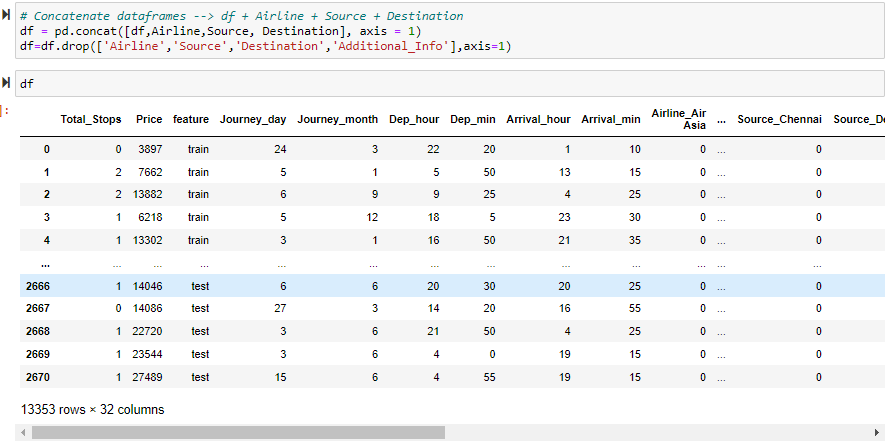 # Concatenate dataframes --> df + Airline + Source + Destination
df = pd.concat([df,Airline,Source, Destination], axis = 1)
df=df.drop(['Airline','Source','Destination','Additional_Info'],axis=1)
df
:
Total_Stops Price feature Journey_day Journey_month Dep_hour Dep_min Arrival_hour Arrival_min Airline_Air Asia ... Source_Chennai Source_De
0 0 3897 train 24 3 22 20 1 10 0 ... 0
1 2 7662 train 5 1 5 50 13 15 0 ... 0
2 2 13882 train 6 9 9 25 4 25 0 ... 0
3 1 6218 train 5 12 18 5 23 30 0 ... 0
4 1 13302 train 3 1 16 50 21 35 0 ... 0
... ... ... ... ... ... ... ... ... ... ... ... ...
2666 1 14046 test 6 6 20 30 20 25 0 ... 0
2667 0 14086 test 27 3 14 20 16 55 0 ... 0
2668 1 22720 test 3 6 21 50 4 25 0 ... 0
2669 1 23544 test 3 6 4 0 19 15 0 ... 0
2670 1 27489 test 15 6 4 55 19 15 0 ... 0
13353 rows × 32 columns